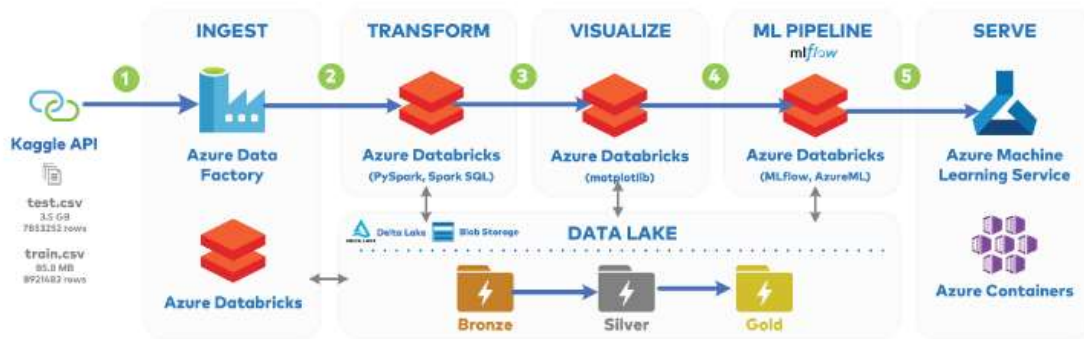 INGEST
TRANSFORM
VISUALIZE
ML PIPELINE
mlflow
SERVE
1
2
3
4
5
Kaggle API
test.csv
3.5 GB
7853252 rows
train.csv
85.8 MB
8921483 rows
Azure Data
Factory
Azure Databricks
(PySpark, Spark SQL)
Azure Databricks
(matplotlib)
Azure Databricks
(MLflow, AzureML)
Azure Machine
Learning Service
Azure Databricks
DELTA LAKE
Delta Lake
Blob Storage
DATA LAKE
Bronze
Silver
Gold
Azure Containers